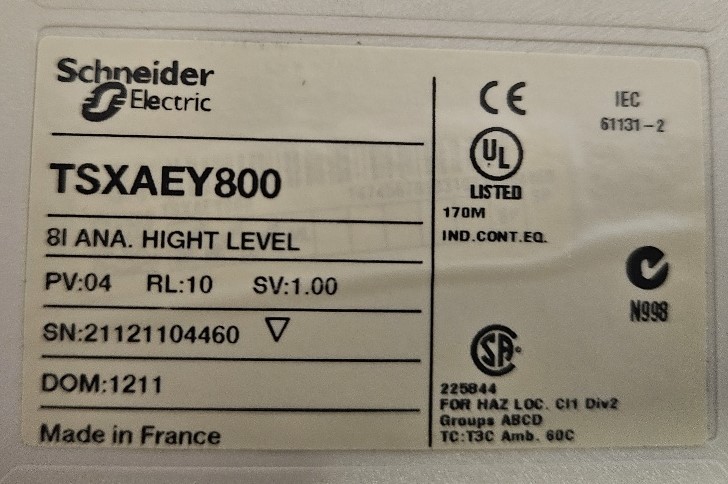 Schneider
Electric
TSXAEY800
8I ANA. HIGHT LEVEL
PV:04 RL:10 SV:1.00
SN:21121104460
DOM:1211
Made in France
CE
IEC
61131-2
UL
LISTED
170M
IND.CONT.EQ.
N998
SA
225844
FOR HAZ LOC. Cl1 Div2
Groups ABCD
TC:T3C Amb. 60C